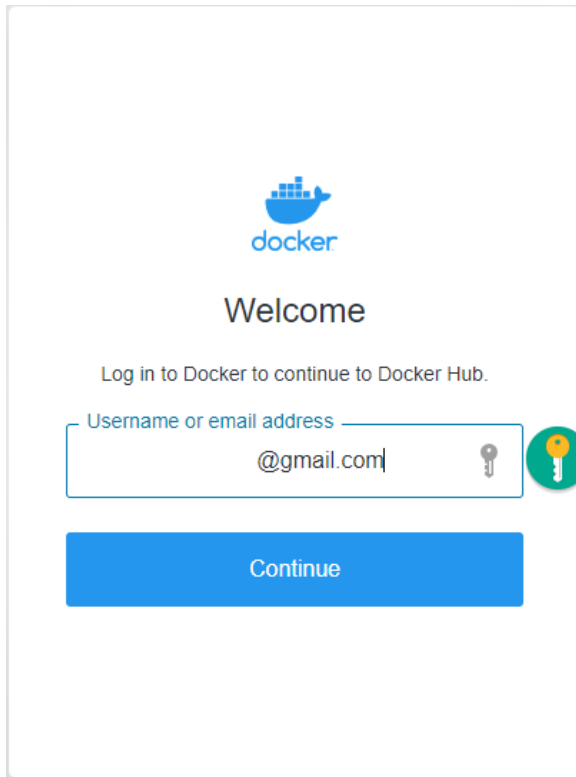 docker
Welcome
Log in to Docker to continue to Docker Hub.
Username or email address
@gmail.com
Continue